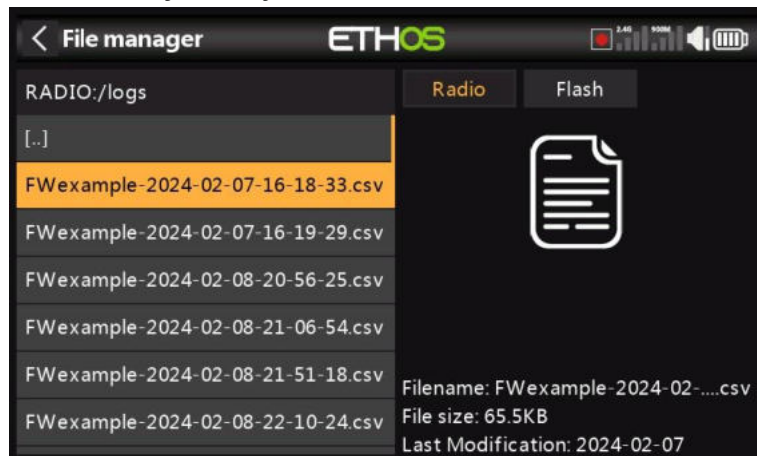 File manager
ETHOS
2.4G
900M
RADIO:/logs
Radio
Flash
[..]
FWexample-2024-02-07-16-18-33.csv
FWexample-2024-02-07-16-19-29.csv
FWexample-2024-02-08-20-56-25.csv
FWexample-2024-02-08-21-06-54.csv
FWexample-2024-02-08-21-51-18.csv
FWexample-2024-02-08-22-10-24.csv
Filename: FWexample-2024-02-....csv
File size: 65.5KB
Last Modification: 2024-02-07